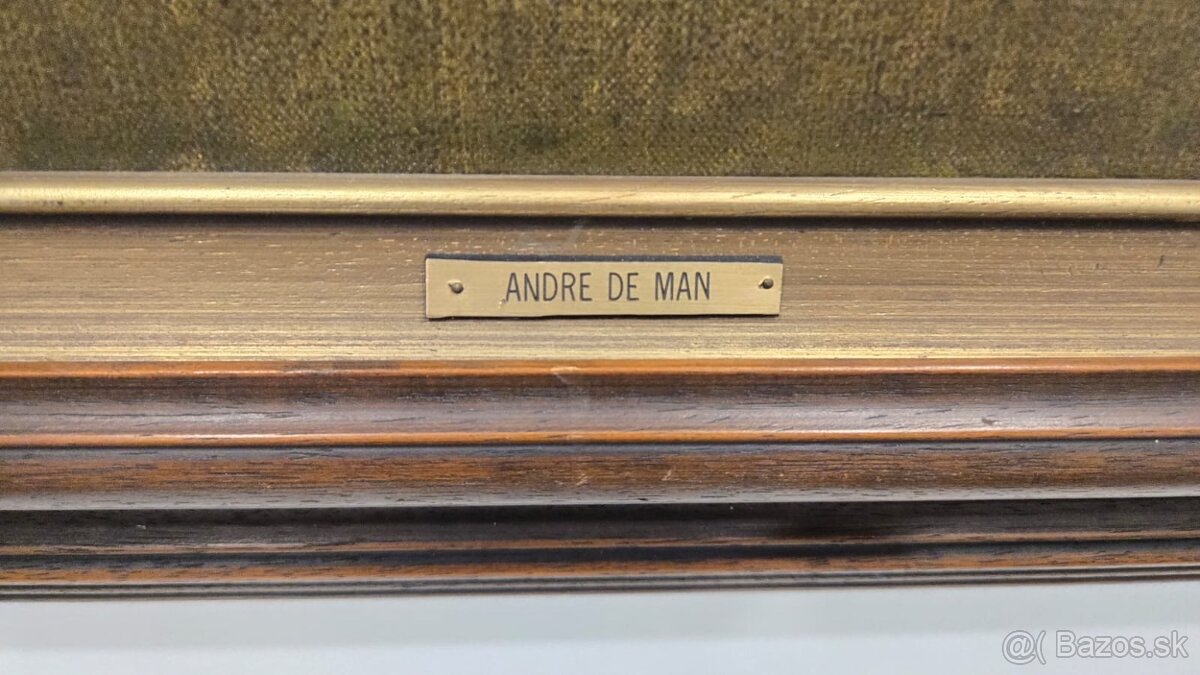 ANDRE DE MAN
@( Bazos.sk